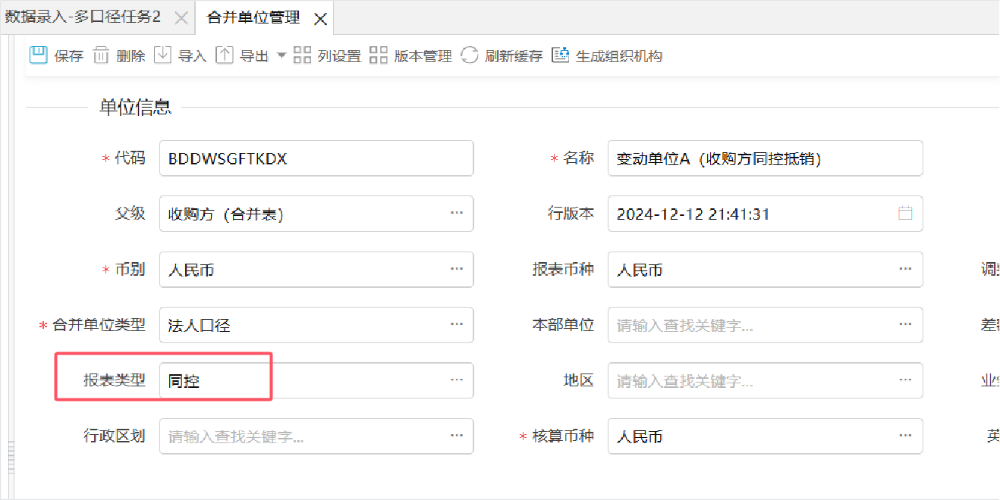 数据录入-多口径任务2 合并单位管理
保存 删除 导入 导出 列设置 版本管理 刷新缓存 生成组织机构
单位信息
* 代码 BDDWSGFTKDX * 名称 变动单位A（收购方同控抵销）
父级 收购方（合并表） ... 行版本 2024-12-12 21:41:31
* 币别 人民币 ... 报表币种 人民币 ...
* 合并单位类型 法人口径 ... 本部单位 请输入查找关键字... ... 差
报表类型 同控 ... 地区 请输入查找关键字... ... 业
行政区划 请输入查找关键字... ... * 核算币种 人民币 ... 英